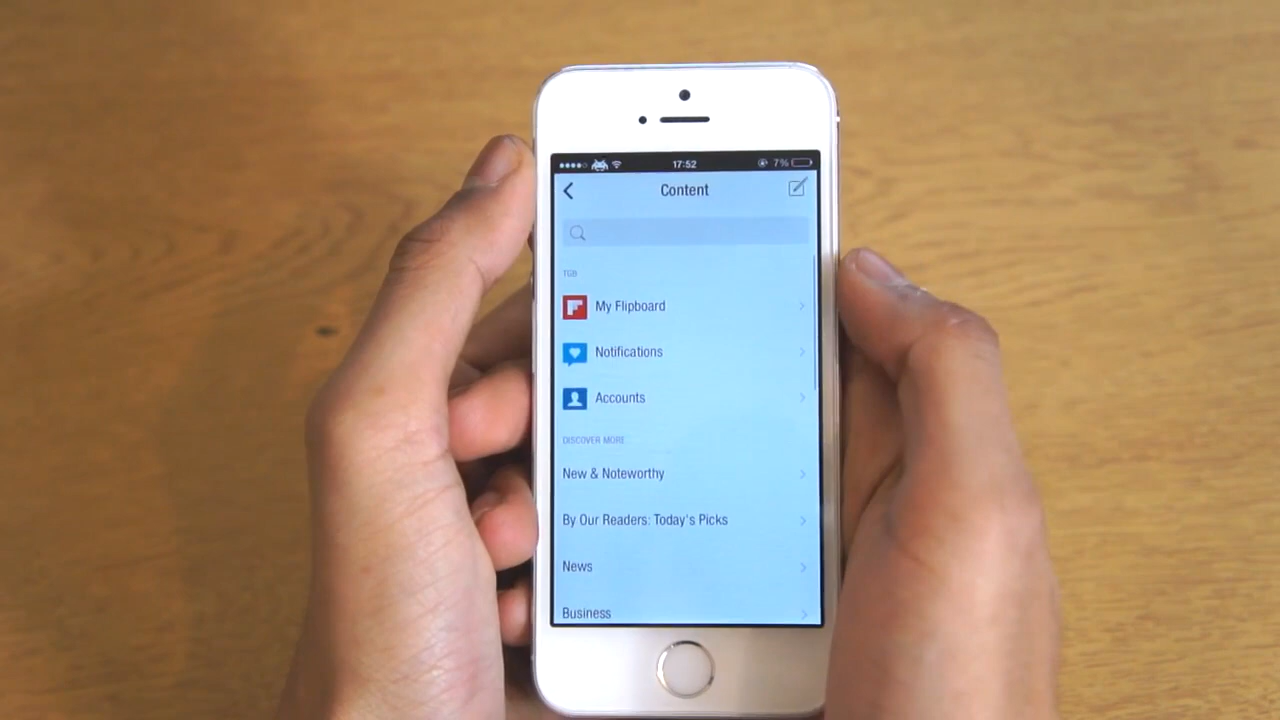 17:52 7%
Content
TGB
My Flipboard
Notifications
Accounts
DISCOVER MORE
New & Noteworthy
By Our Readers: Today's Picks
News
Business